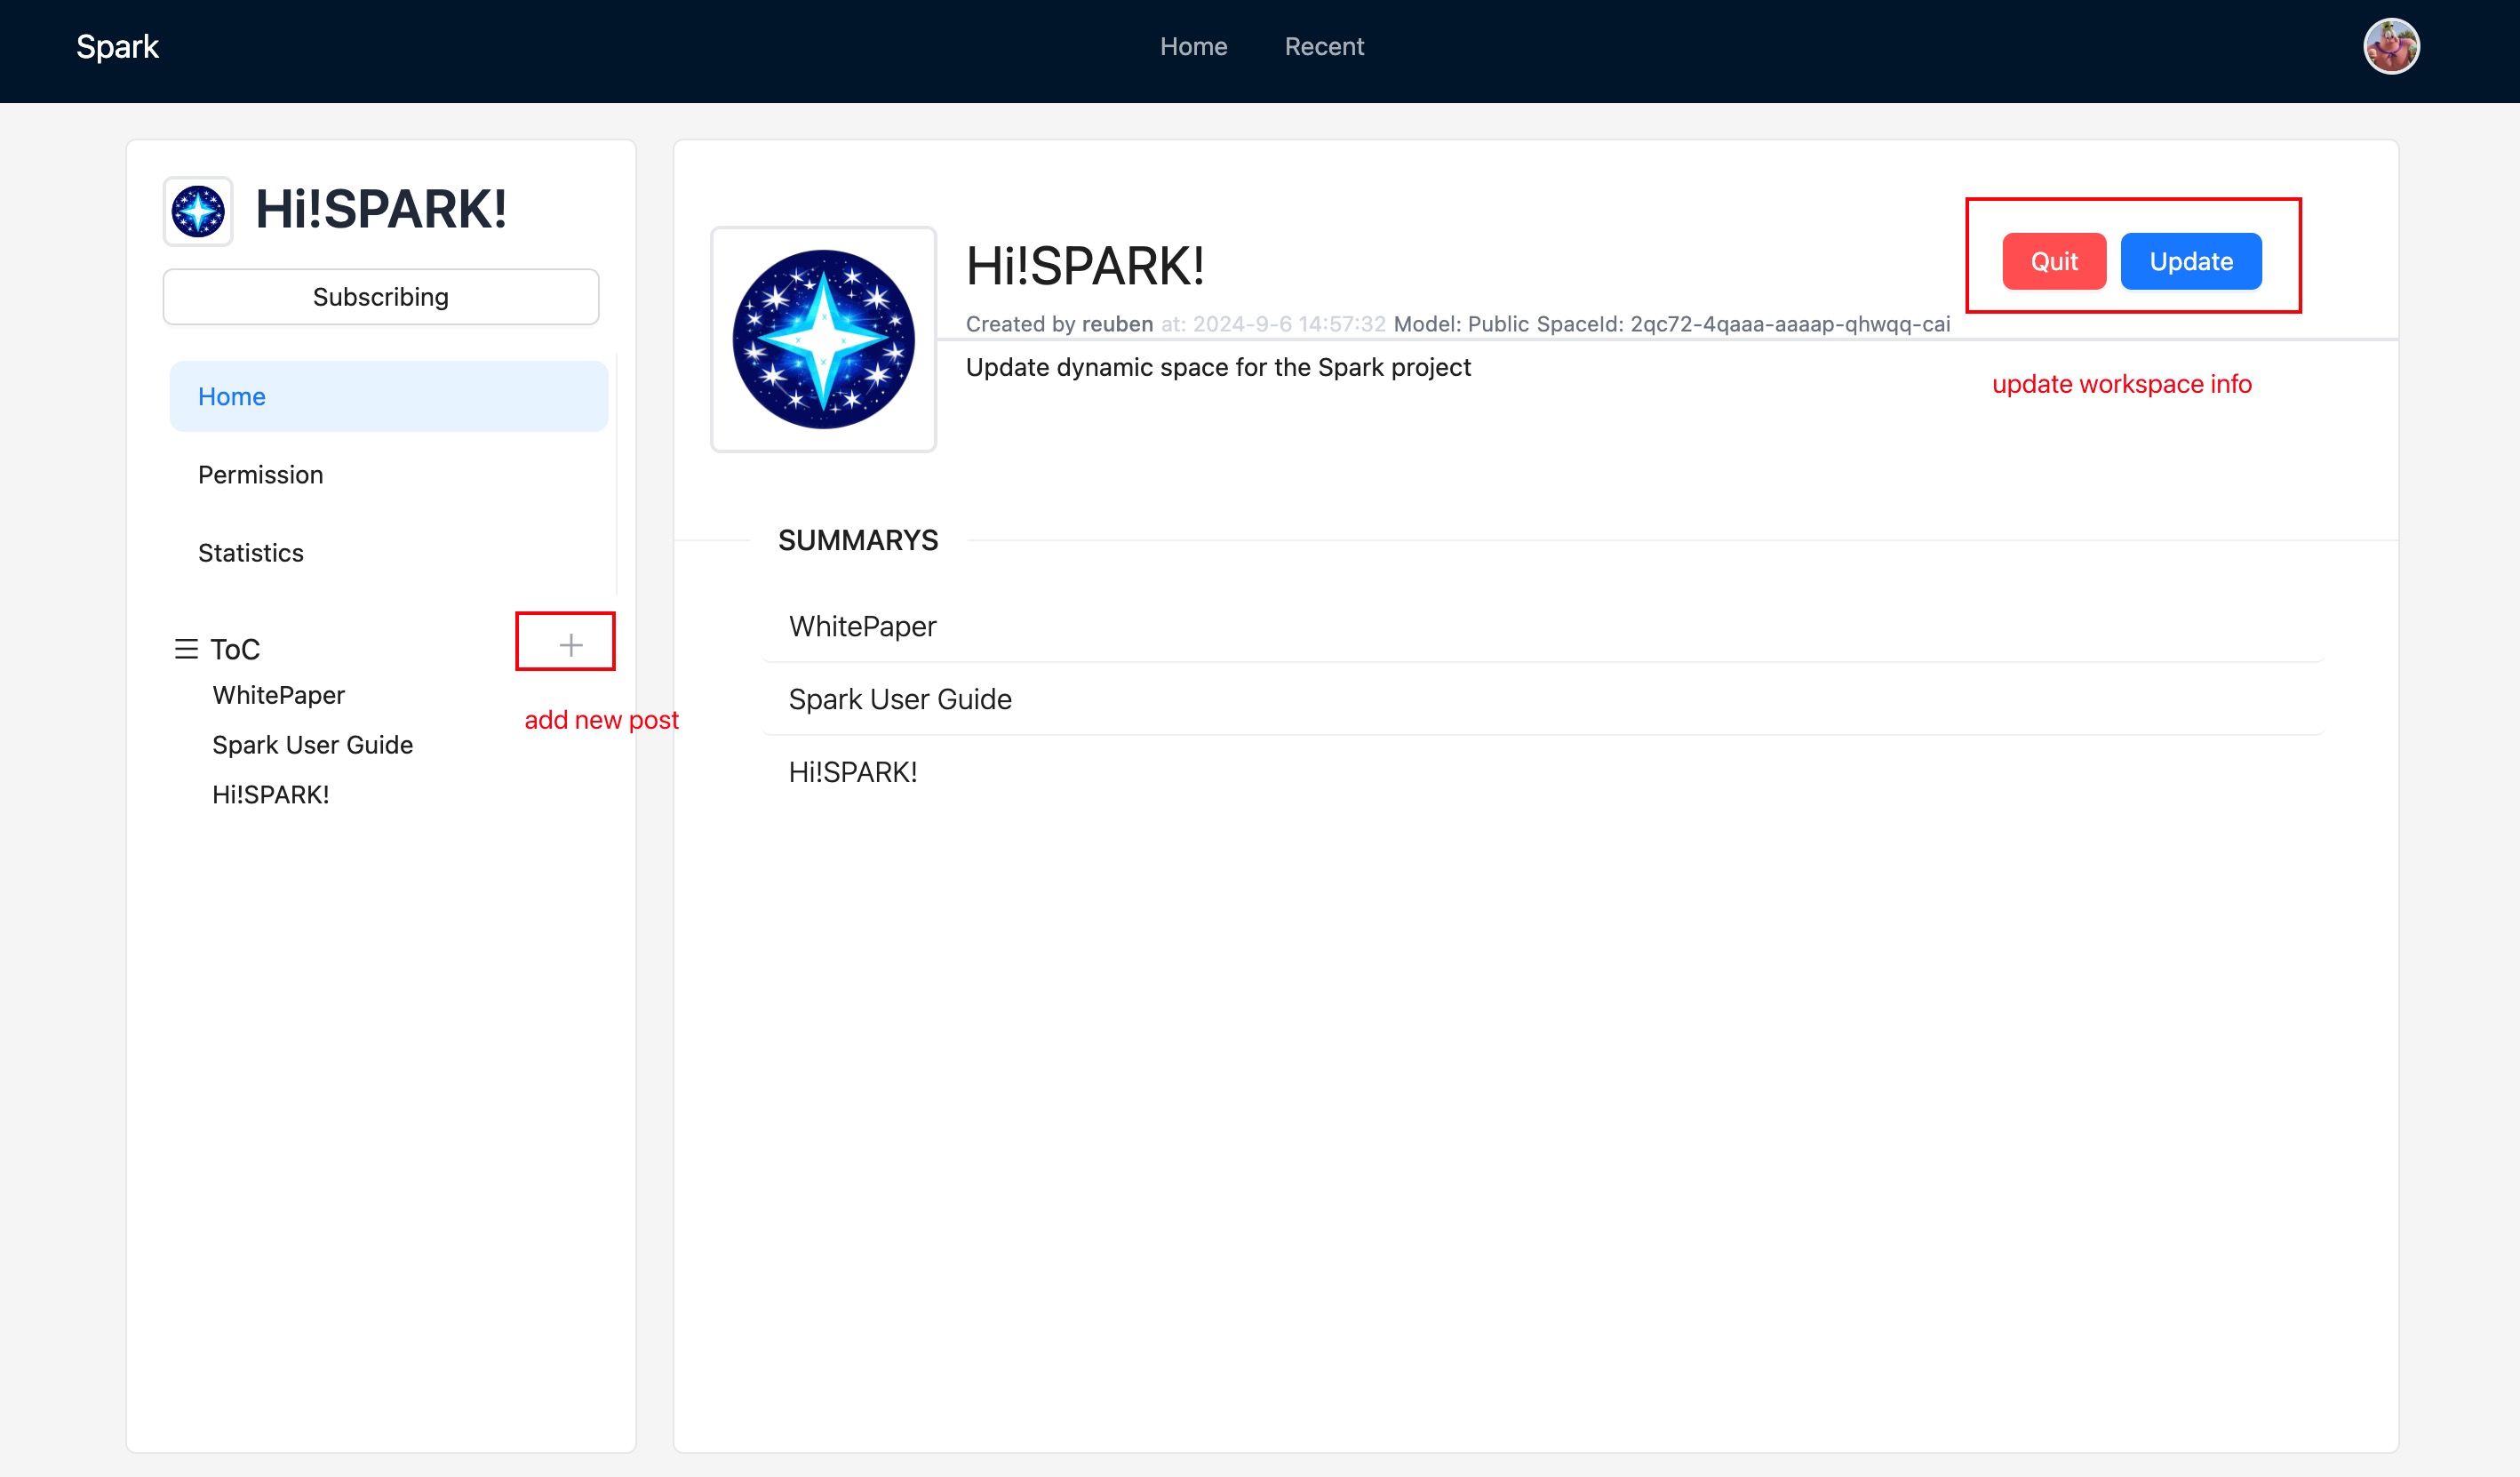 Spark
Home
Recent
Hi!SPARK!
Subscribing
Home
Permission
Statistics
ToC
WhitePaper
Spark User Guide
Hi!SPARK!
add new post
Hi!SPARK!
Quit
Update
Created by reuben at: 2024-9-6 14:57:32 Model: Public SpaceId: 2qc72-4qaaa-aaaap-qhwqq-cai
Update dynamic space for the Spark project
update workspace info
SUMMARYS
WhitePaper
Spark User Guide
Hi!SPARK!